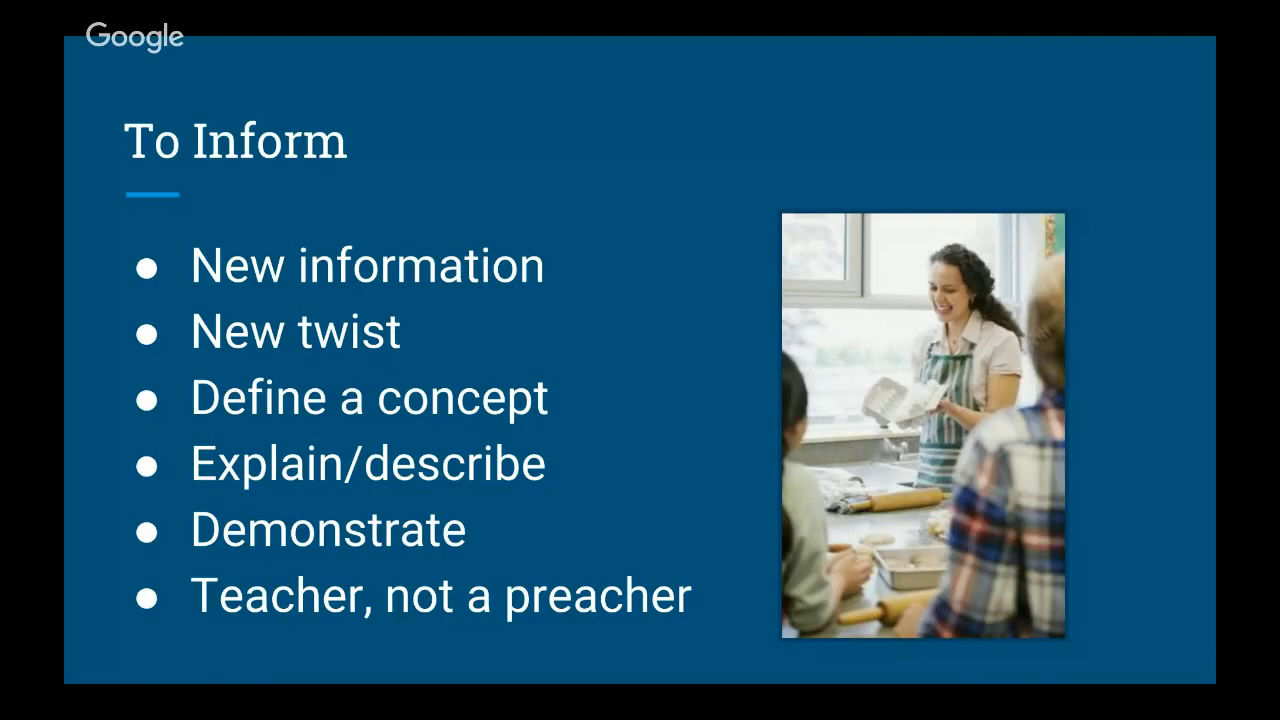 Google
To Inform
● New information
● New twist
● Define a concept
● Explain/describe
● Demonstrate
● Teacher, not a preacher